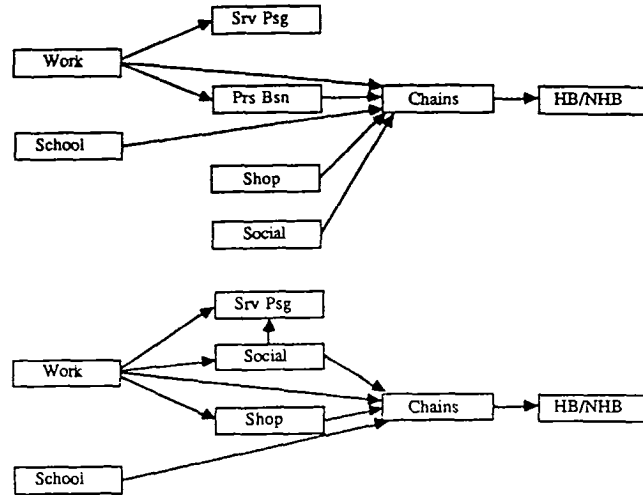 Srv Psg
Work
Prs Bsn
Chains
HB/NHB
School
Shop
Social
Srv Psg
Social
Work
Chains
HB/NHB
Shop
School